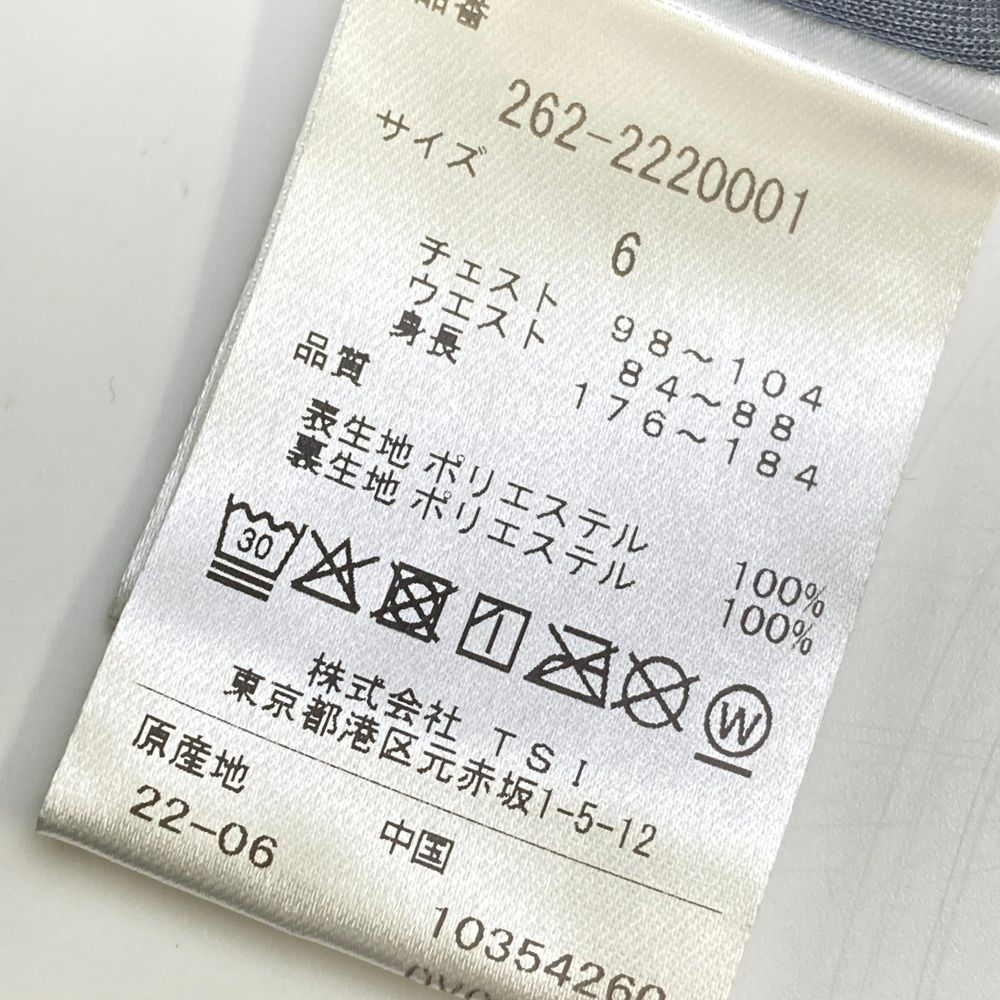 品番
262-2220001
サイズ
6
チェスト 98~104
ウエスト 84~88
身長 176~184
品質
表生地 ポリエステル 100%
裏生地 ポリエステル 100%
30
W
株式会社 TSI
東京都港区元赤坂1-5-12
原産地
中国
22-06
10354260